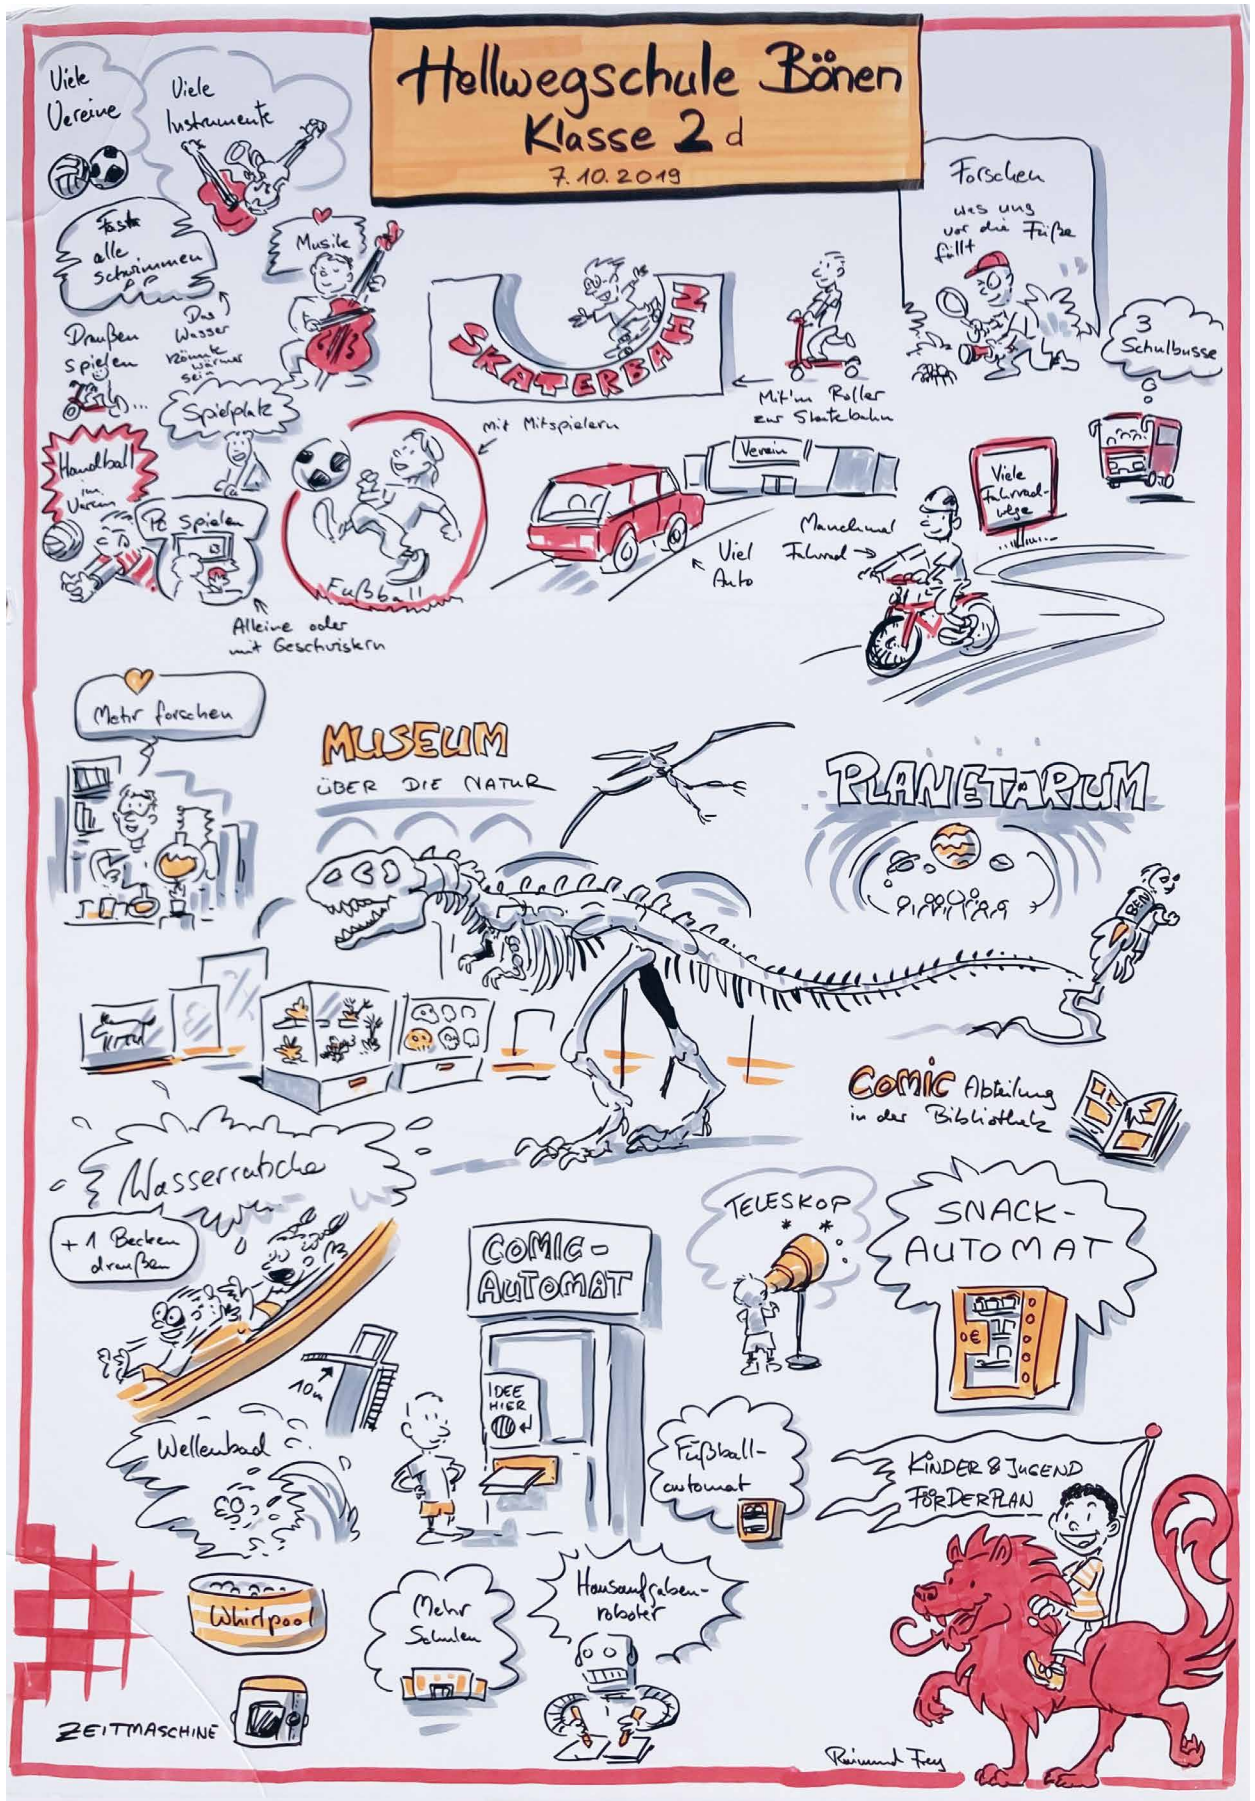 Hellwegschule Bönen
Klasse 2d
7.10.2019
Viele
Vereine
Viele
Instrumente
Fast
alle
schwimmen
Das
Wasser
könnte
wärmer
sein
Musik
Draußen
spielen
Spielplatz
Handball
im
Verein
PC Spielen
Alleine oder
mit Geschwistern
Fußball
mit Mitspielern
SKATERBAHN
Mit'm Roller
zur Skatebahn
Forschen
was uns
vor die Füße
fällt
3
Schulbusse
Verein
Viel
Auto
Manchmal
Fahrrad
Viele
Fahrrad-
wege
Mehr forschen
MUSEUM
ÜBER DIE NATUR
PLANETARIUM
BEN
COMIC Abteilung
in der Bibliothek
Wasserrutsche
+ 1 Becken
draußen
10m
Wellenbad
Whirlpool
ZEITMASCHINE
COMIC-
AUTOMAT
IDEE
HIER
TELESKOP
SNACK-
AUTOMAT
€
Fußball-
automat
Mehr
Schulen
Hausaufgaben-
roboter
KINDER & JUGEND
FÖRDERPLAN
Raimund Frey